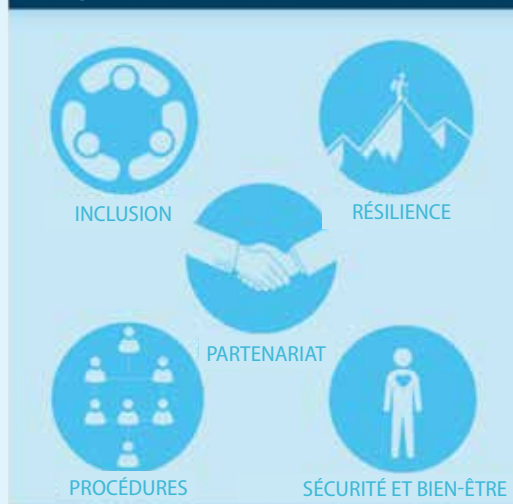 INCLUSION
RÉSILIENCE
PARTENARIAT
PROCÉDURES
SÉCURITÉ ET BIEN-ÊTRE